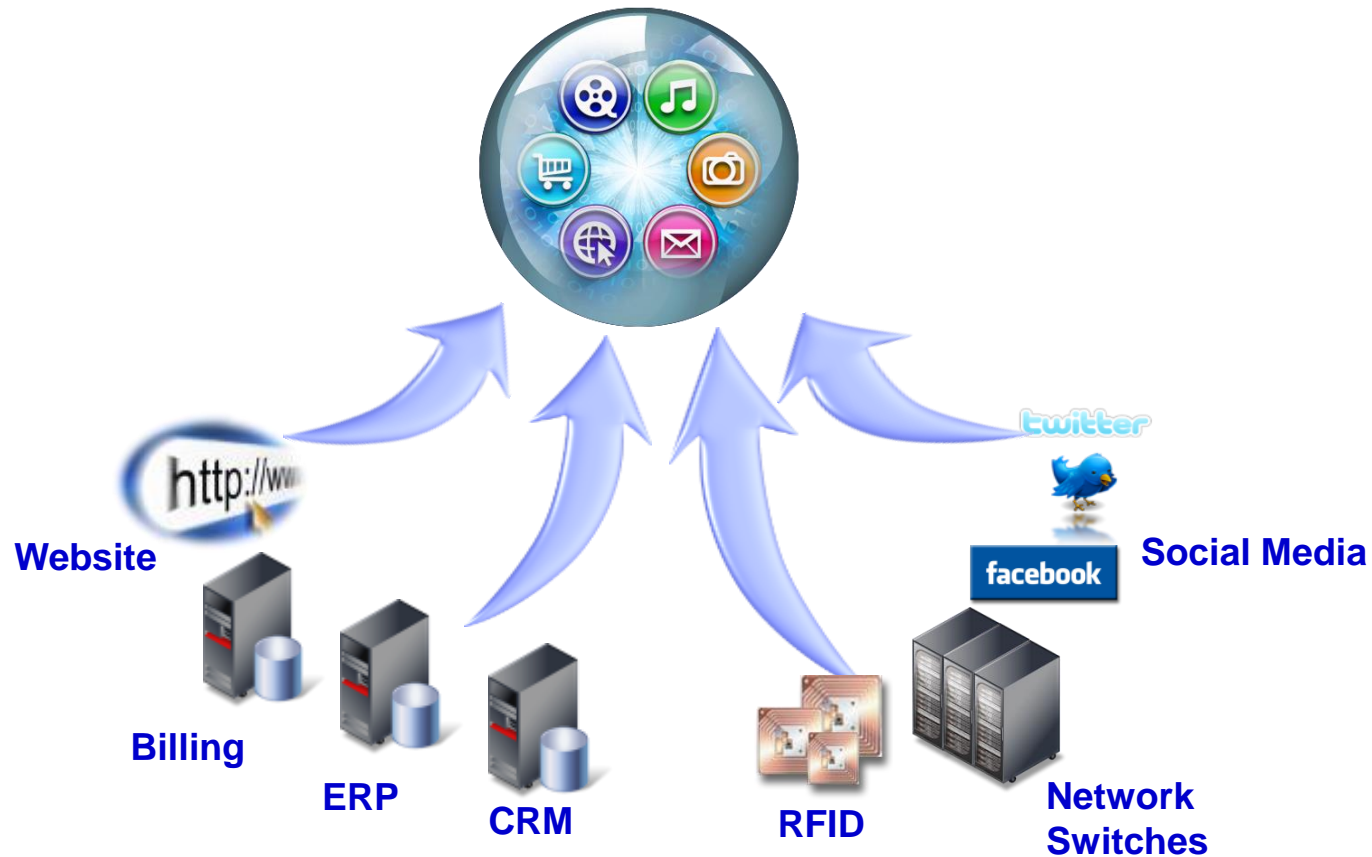 twitter
http://ww
Website
facebook
Social Media
Billing
ERP
CRM
RFID
Network
Switches